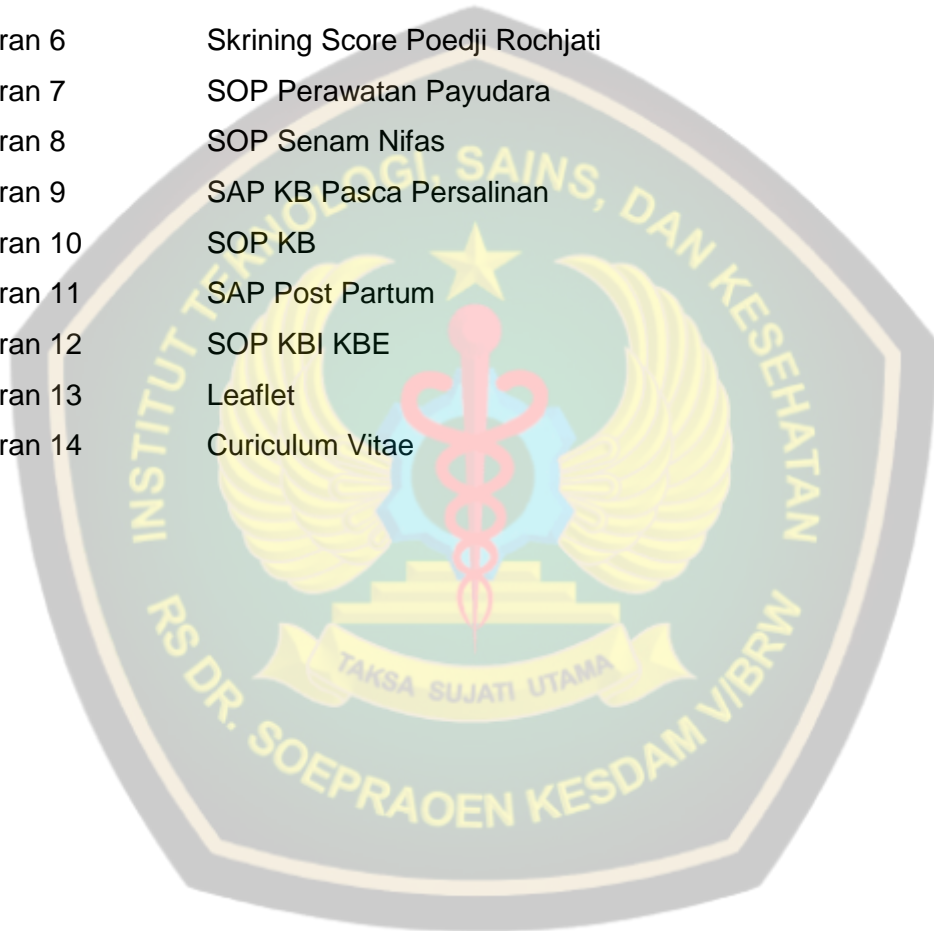 ran 6 Skrining Score Poedji Rochjati
ran 7 SOP Perawatan Payudara
ran 8 SOP Senam Nifas
ran 9 SAP KB Pasca Persalinan
ran 10 SOP KB
ran 11 SAP Post Partum
ran 12 SOP KBI KBE
ran 13 Leaflet
ran 14 Curiculum Vitae
INSTITUT TEKNOLOGI, SAINS, DAN KESEHATAN
TAKSA SUJATI UTAMA
RS DR. SOEPRAOEN KESDAM V/BRW